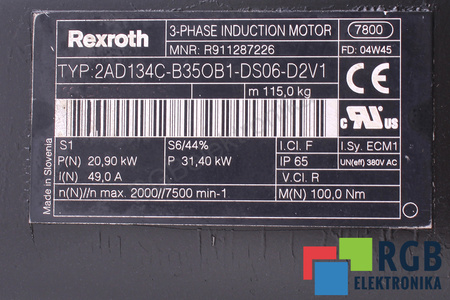 Rexroth
3-PHASE INDUCTION MOTOR 7800
MNR: R911287226 FD: 04W45
TYP:2AD134C-B35OB1-DS06-D2V1
m 115,0 kg CE
S1 S6/44% I.Cl. F I.Sy. ECM1
P(N) 20,90 kW P 31,40 kW IP 65 UN(eff) 380V AC
I(N) 49,0 A V.Cl. R
n(N)//n max. 2000//7500 min-1 M(N) 100,0 Nm
Made in Slovenia
c RU us
RGB
ELEKTRONIKA